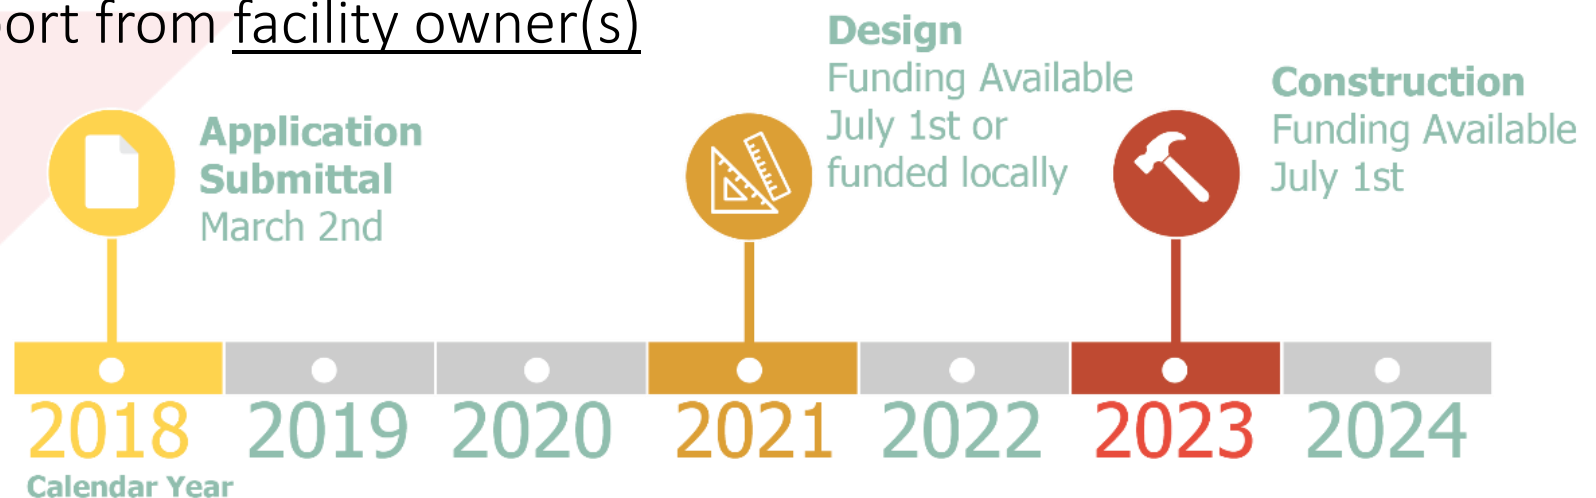 port from facility owner(s)
Application
Submittal
March 2nd
Design
Funding Available
July 1st or
funded locally
Construction
Funding Available
July 1st
2018 2019 2020 2021 2022 2023 2024
Calendar Year